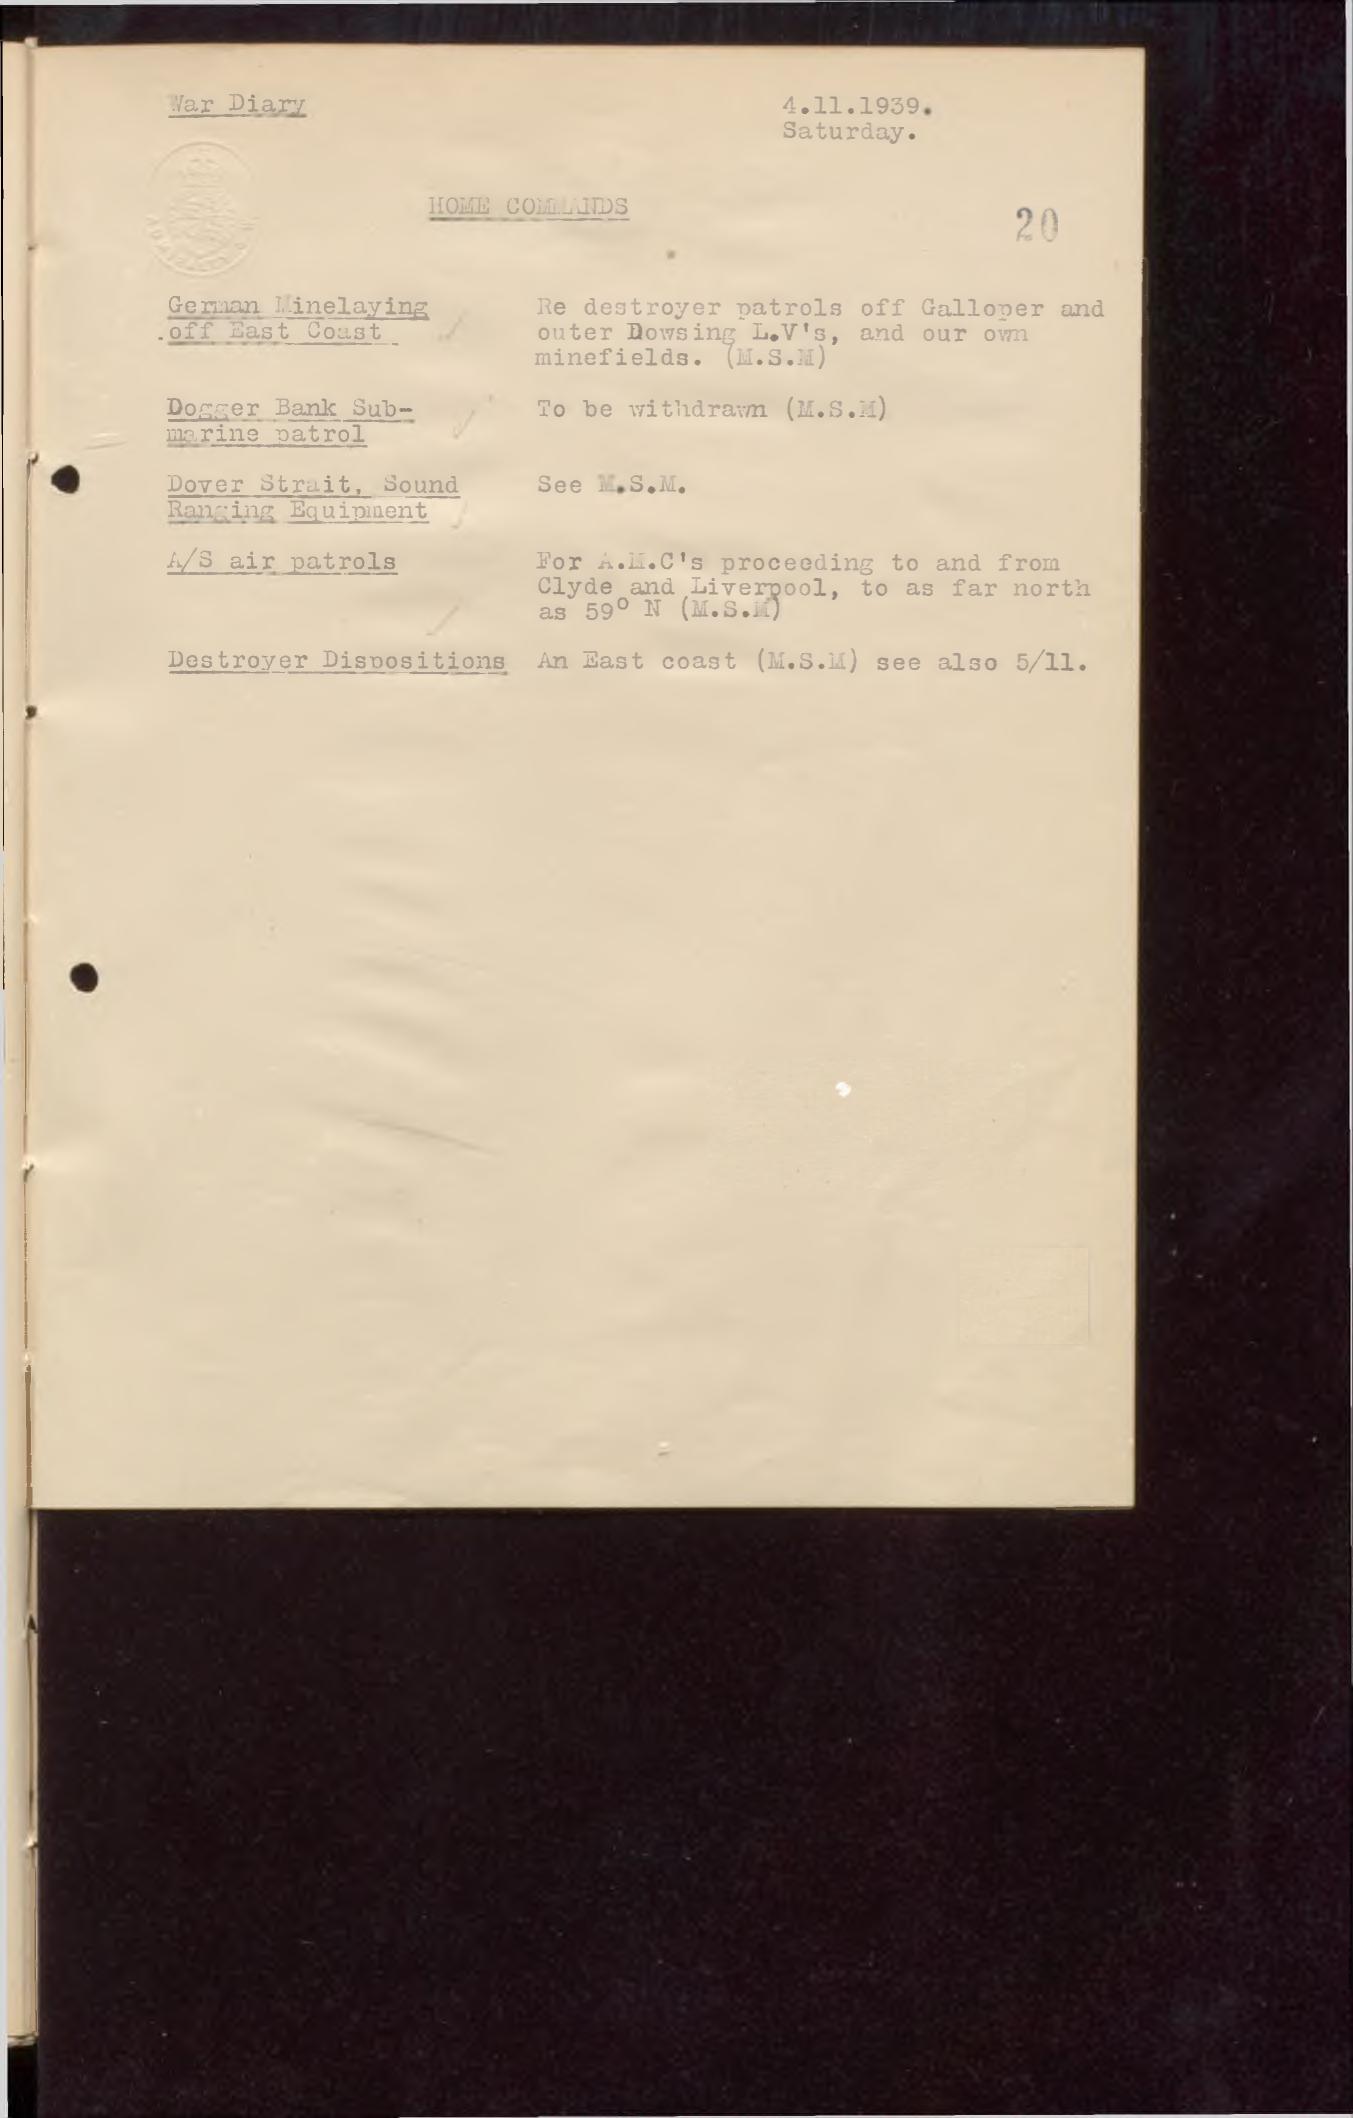 War Diary
4.11.1939.
Saturday.
HOME COMMANDS
20
German Minelaying
.off East Coast
Re destroyer patrols off Galloper and
outer Dowsing L.V's, and our own
minefields. (M.S.M)
Dogger Bank Sub-
marine patrol
To be withdrawn (M.S.M)
Dover Strait, Sound
Ranging Equipment
See M.S.M.
A/S air patrols
For A.M.C's proceeding to and from
Clyde and Liverpool, to as far north
as 59° N (M.S.M)
Destroyer Dispositions
An East coast (M.S.M) see also 5/11.